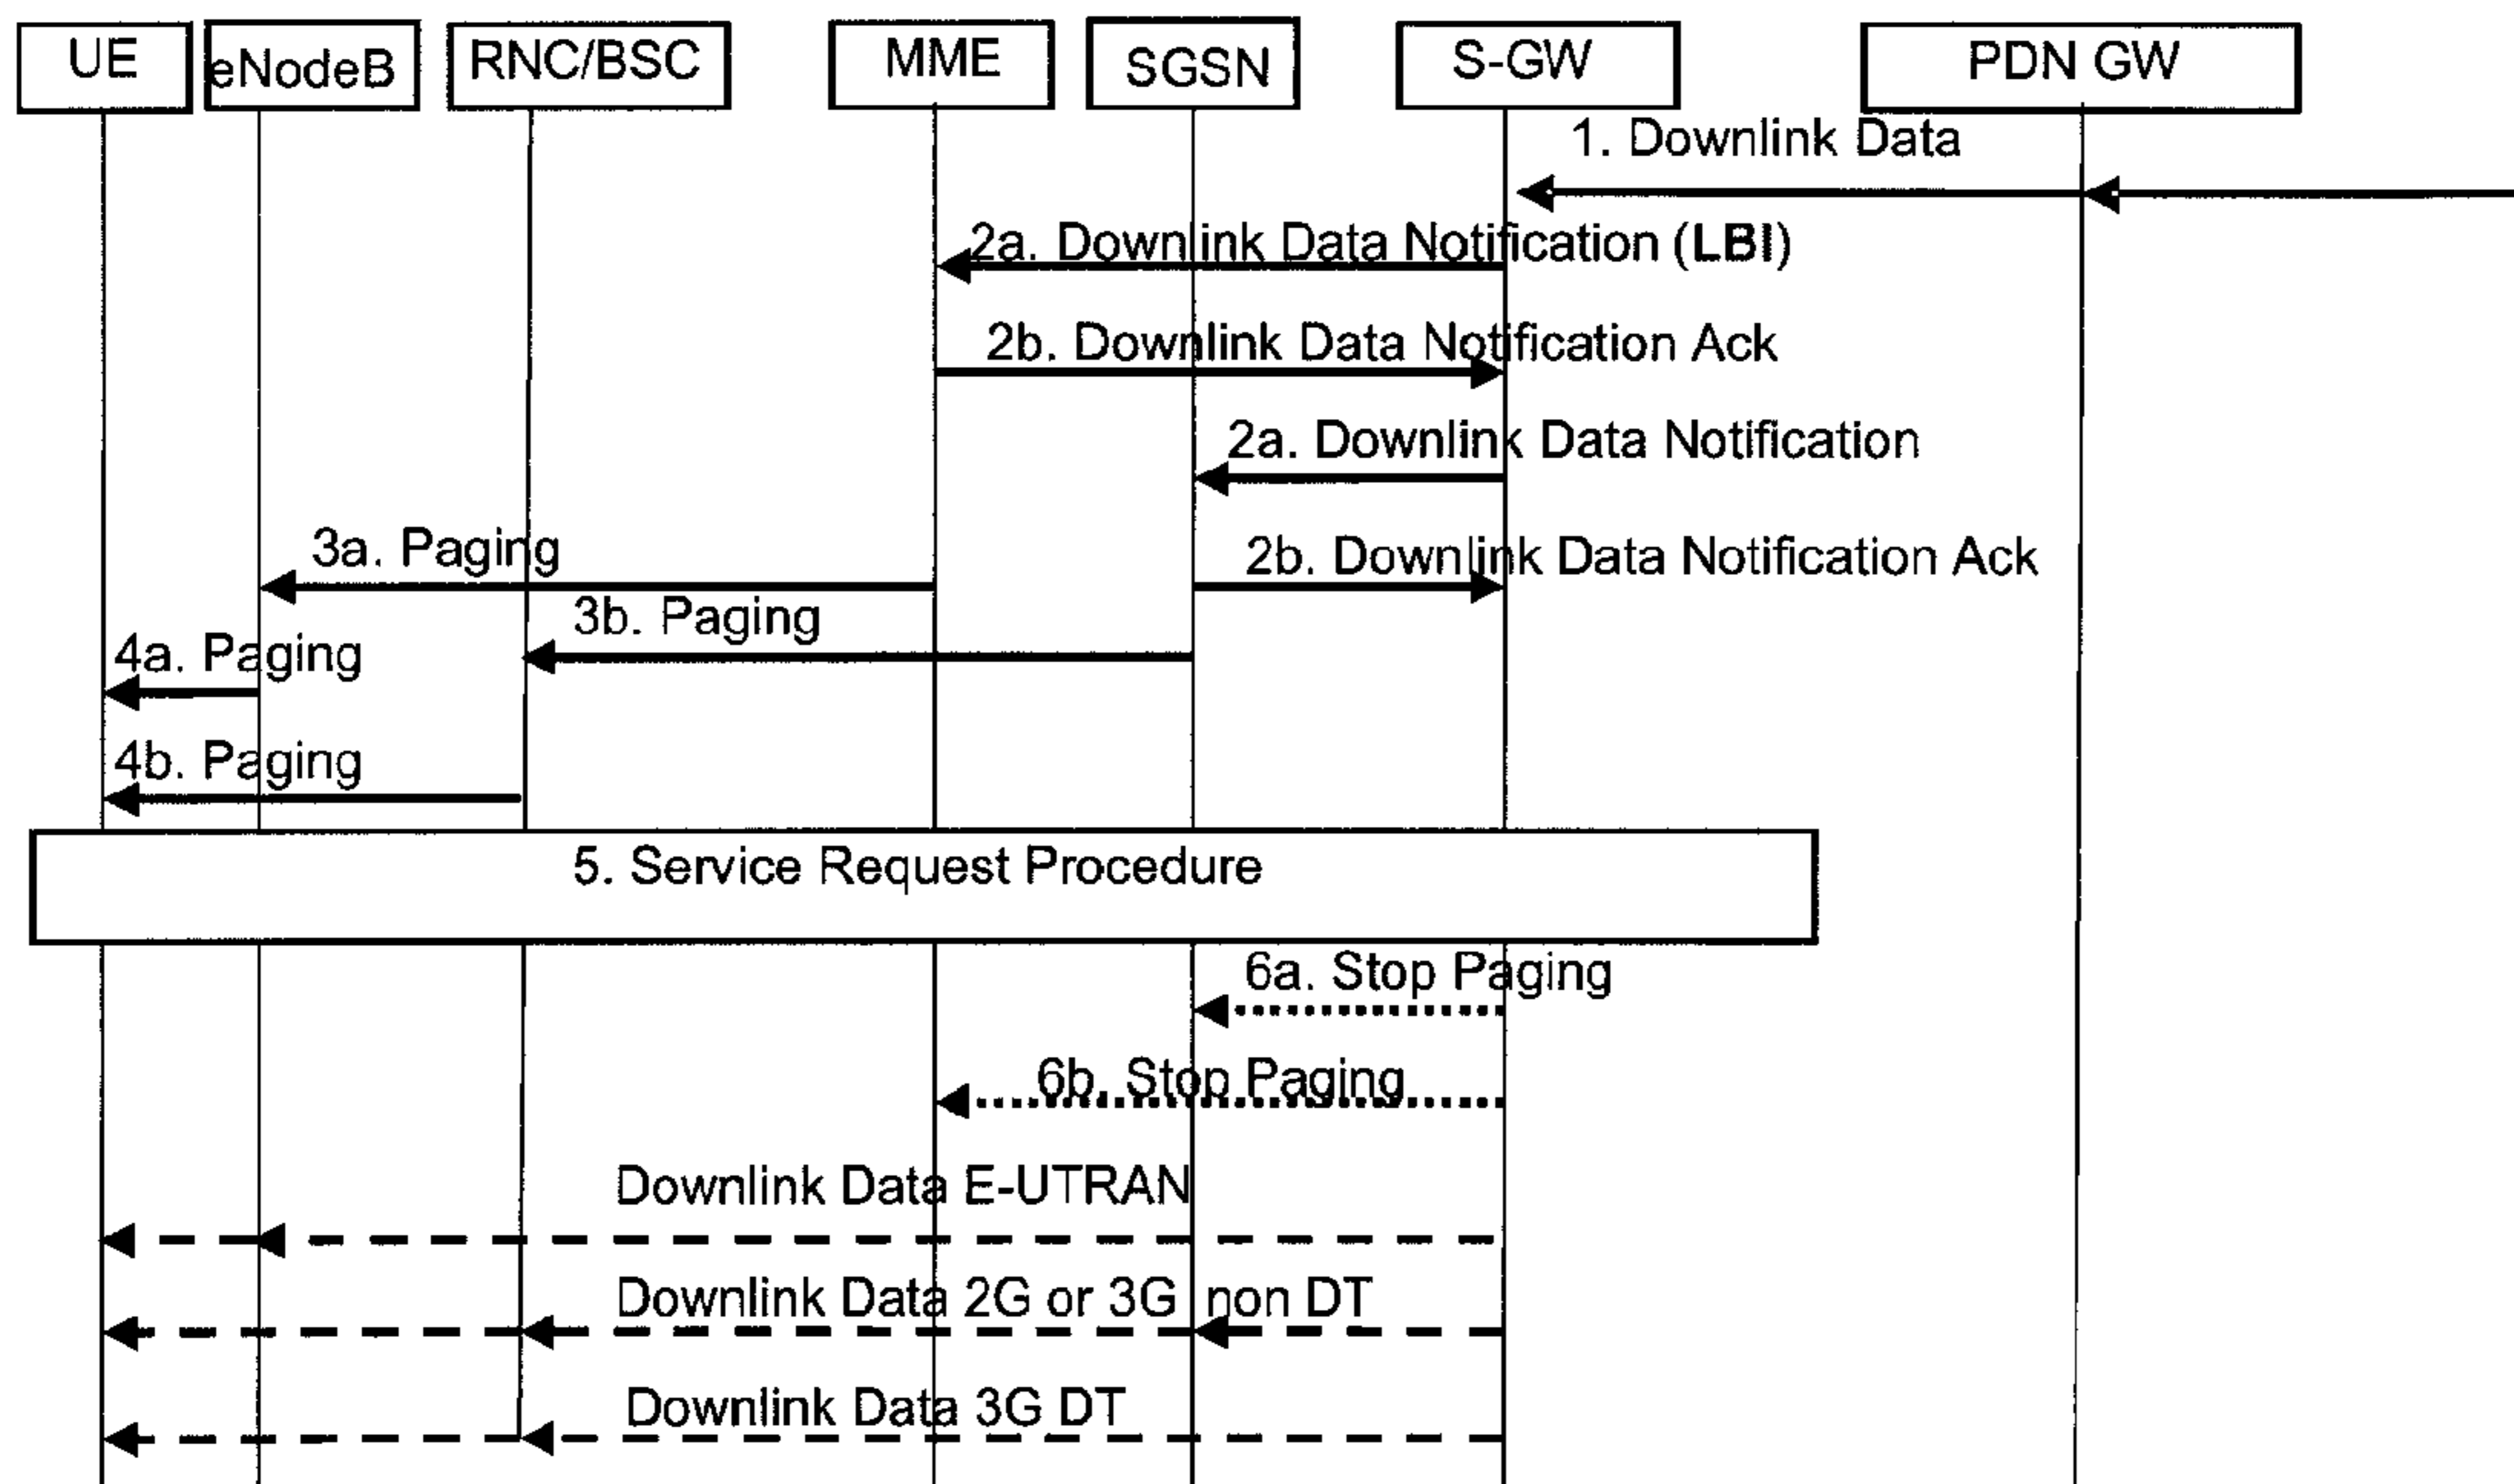 UE
eNodeB
RNC/BSC
MME
SGSN
S-GW
PDN GW
1. Downlink Data
2a. Downlink Data Notification (LBI)
2b. Downlink Data Notification Ack
2a. Downlink Data Notification
3a. Paging
2b. Downlink Data Notification Ack
3b. Paging
4a. Paging
4b. Paging
5. Service Request Procedure
6a. Stop Paging
6b. Stop Paging
Downlink Data E-UTRAN
Downlink Data 2G or 3G non DT
Downlink Data 3G DT